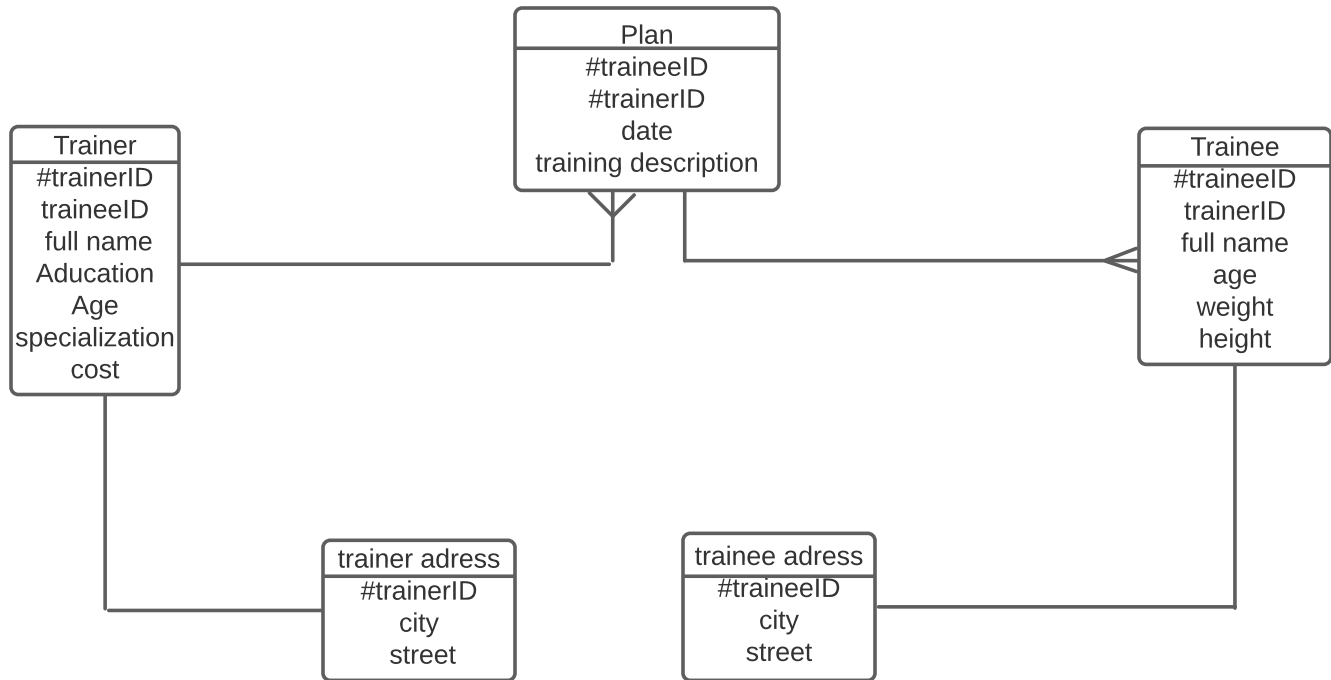 Plan
#traineeID
#trainerID
date
training description
Trainer
#trainerID
traineeID
full name
Aducation
Age
specialization
cost
Trainee
#traineeID
trainerID
full name
age
weight
height
trainer adress
#trainerID
city
street
trainee adress
#traineeID
city
street